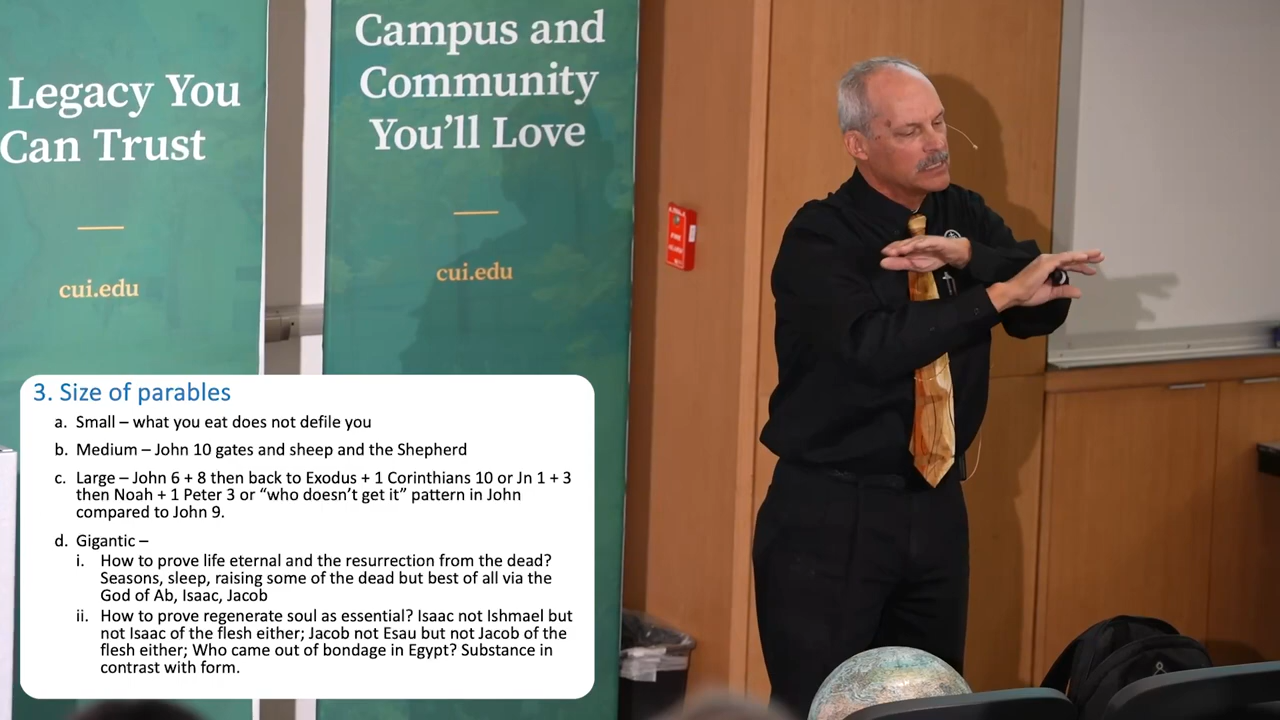 Legacy You
Can Trust
cui.edu
Campus and
Community
You'll Love
cui.edu
3. Size of parables
a. Small – what you eat does not defile you
b. Medium – John 10 gates and sheep and the Shepherd
c. Large – John 6 + 8 then back to Exodus + 1 Corinthians 10 or Jn 1 + 3
then Noah + 1 Peter 3 or “who doesn't get it” pattern in John
compared to John 9.
d. Gigantic –
i. How to prove life eternal and the resurrection from the dead?
Seasons, sleep, raising some of the dead but best of all via the
God of Ab, Isaac, Jacob
ii. How to prove regenerate soul as essential? Isaac not Ishmael but
not Isaac of the flesh either; Jacob not Esau but not Jacob of the
flesh either; Who came out of bondage in Egypt? Substance in
contrast with form.